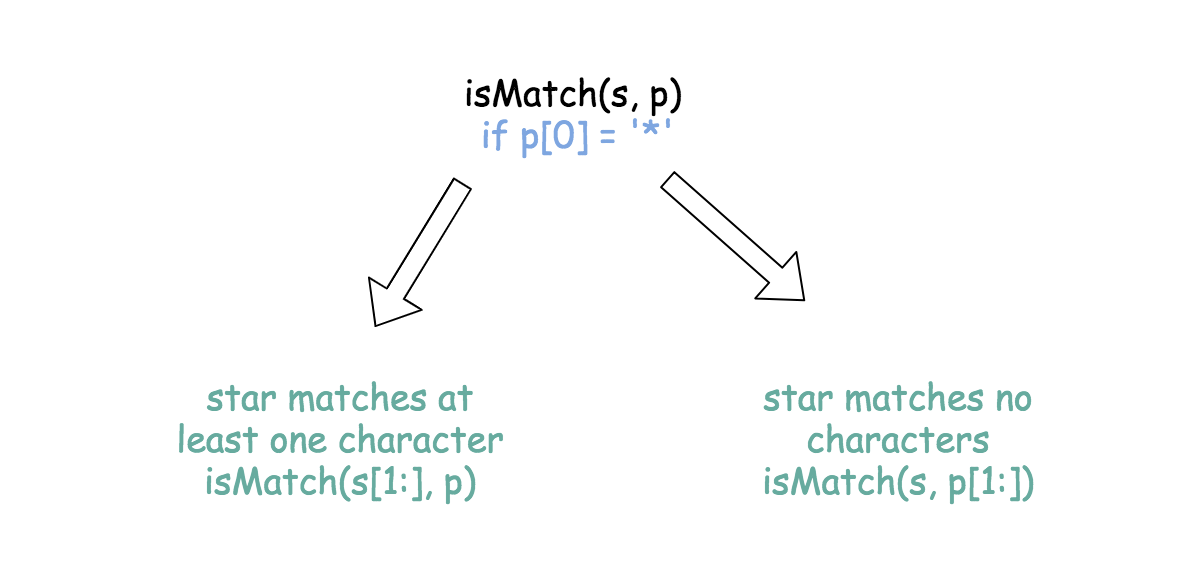 isMatch(s, p)
if p[0] = '*'
star matches at
least one character
isMatch(s[1:], p)
star matches no
characters
isMatch(s, p[1:])